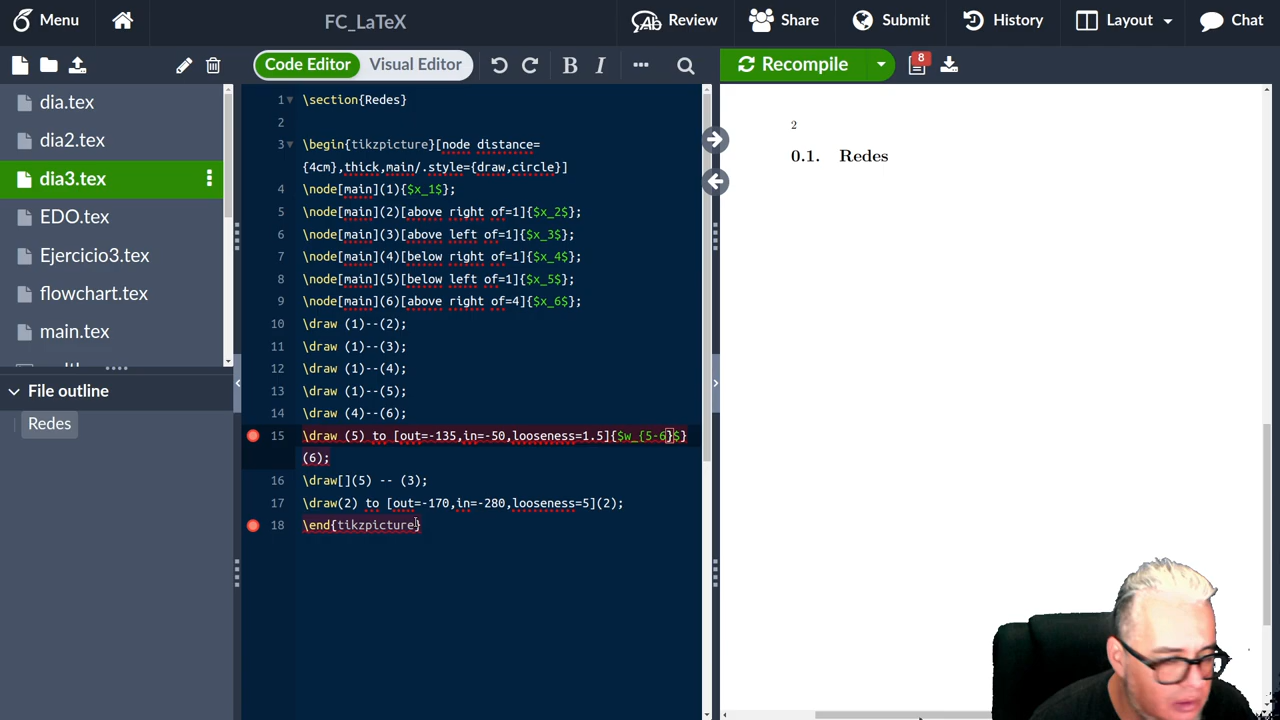 Menu
FC_LaTeX
Review
Share
Submit
History
Layout
Chat
Code Editor
Visual Editor
Recompile
8
dia.tex
dia2.tex
dia3.tex
EDO.tex
Ejercicio3.tex
flowchart.tex
main.tex
File outline
Redes
1 \section{Redes}
2
3 \begin{tikzpicture}[node distance=
{4cm},thick,main/.style={draw,circle}]
4 \node[main](1){$x_1$};
5 \node[main](2)[above right of=1]{$x_2$};
6 \node[main](3)[above left of=1]{$x_3$};
7 \node[main](4)[below right of=1]{$x_4$};
8 \node[main](5)[below left of=1]{$x_5$};
9 \node[main](6)[above right of=4]{$x_6$};
10 \draw (1)--(2);
11 \draw (1)--(3);
12 \draw (1)--(4);
13 \draw (1)--(5);
14 \draw (4)--(6);
15 \draw (5) to [out=-135,in=-50,looseness=1.5]{$w_{5-6}$}
(6);
16 \draw[](5) -- (3);
17 \draw(2) to [out=-170,in=-280,looseness=5](2);
18 \end{tikzpicture}
2
0.1. Redes